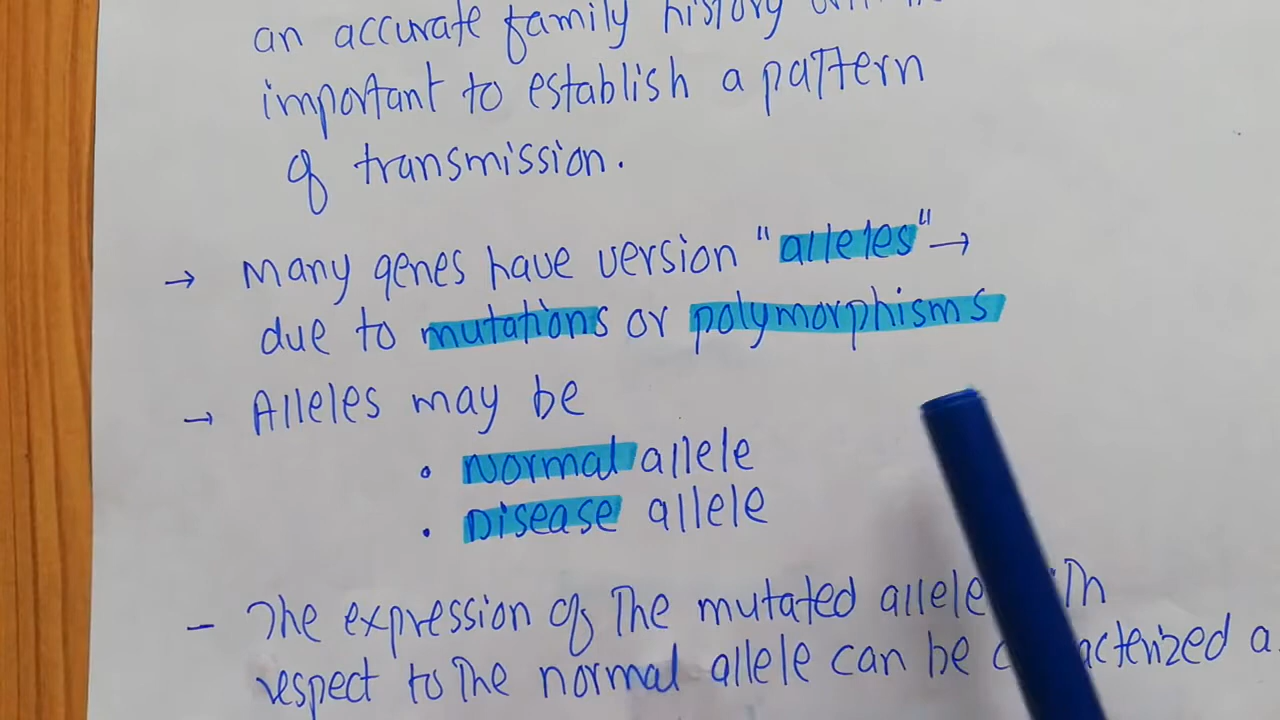 an accurate family history
important to establish a pattern
of transmission.
→ Many genes have version "alleles" →
due to mutations or polymorphisms
→ Alleles may be
• Normal allele
• Disease allele
- The expression of The mutated allele
respect to The normal allele can be